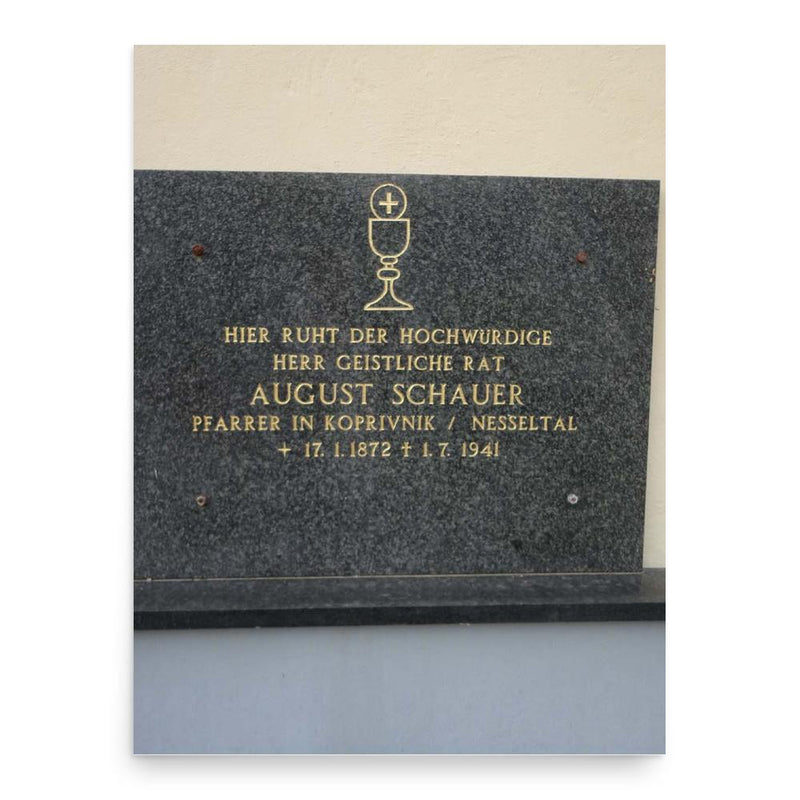 HIER RUHT DER HOCHWÜRDIGE
HERR GEISTLICHE RAT
AUGUST SCHAUER
PFARRER IN KOPRIVNIK / NESSELTAL
+ 17. 1. 1872 † 1. 7. 1941